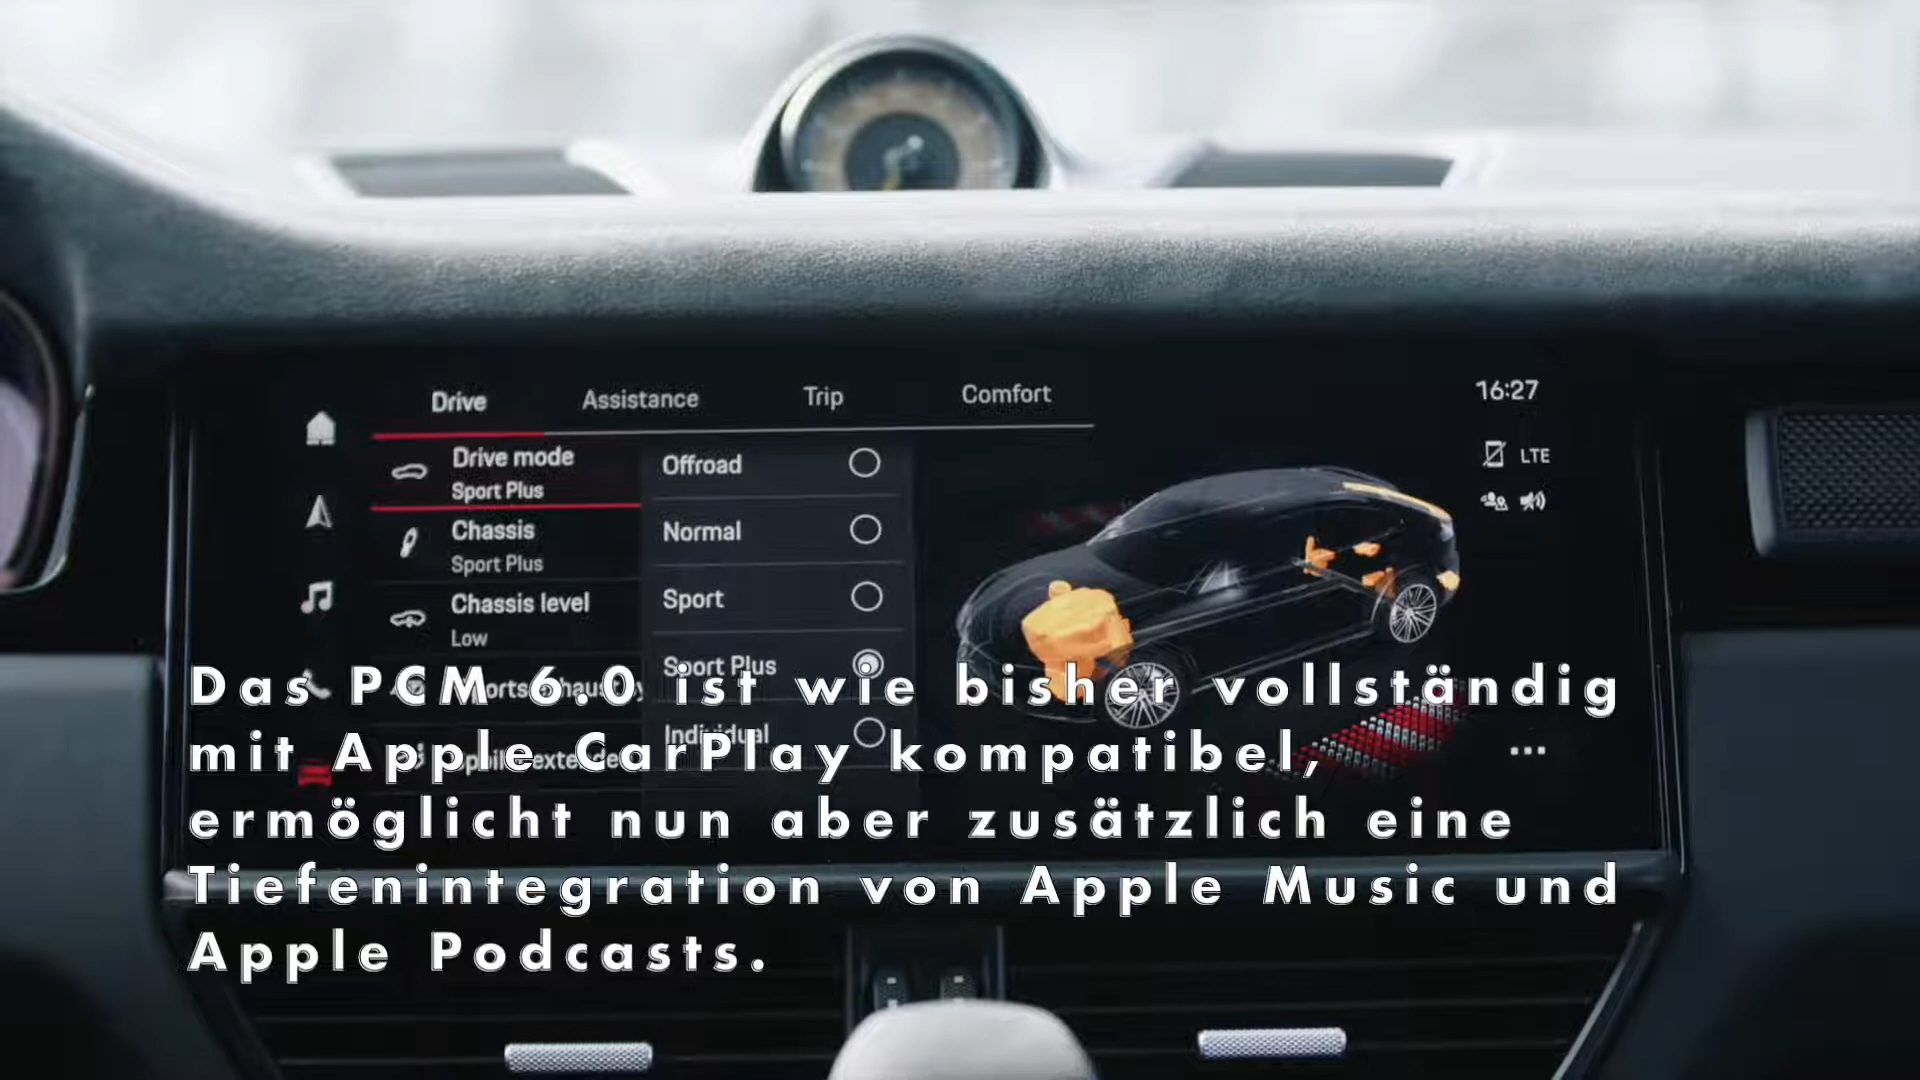 16:27
Drive Assistance Trip Comfort
LTE
Drive mode
Sport Plus
Chassis
Sport Plus
Chassis level
Low
Offroad
Normal
Sport
Sport Plus
Individual
Das PCM 6.0 ist wie bisher vollständig
mit Apple CarPlay kompatibel,
ermöglicht nun aber zusätzlich eine
Tiefenintegration von Apple Music und
Apple Podcasts.